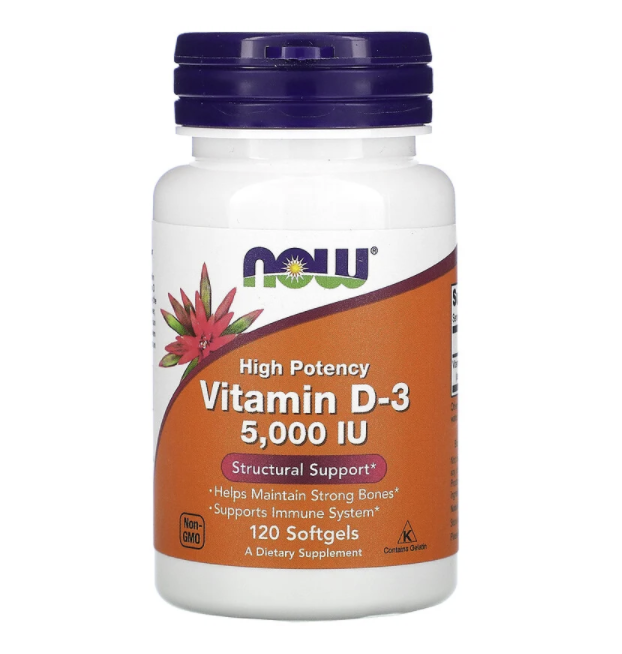 NOW®
High Potency
Vitamin D-3
5,000 IU
Structural Support*
• Helps Maintain Strong Bones*
• Supports Immune System*
120 Softgels
A Dietary Supplement
Non-
GMO
K
Contains Gelatin